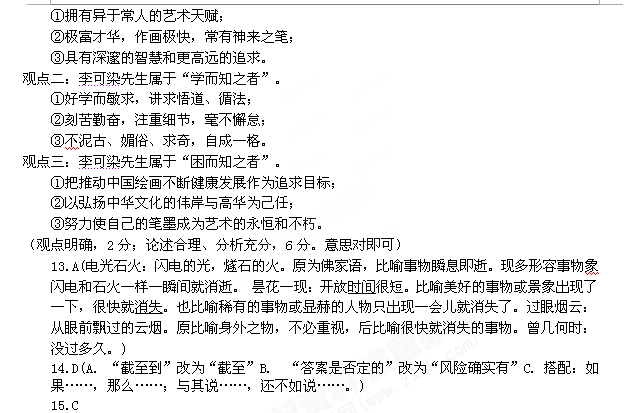 ①拥有异于常人的艺术天赋；
②极富才华，作画极快，常有神来之笔；
③具有深邃的智慧和更高远的追求。
观点二：李可染先生属于“学而知之者”。
①好学而敏求，讲求悟道、循法；
②刻苦勤奋，注重细节，毫不懈怠；
③不泥古、媚俗、求奇，自成一格。
观点三：李可染先生属于“困而知之者”。
①把推动中国绘画不断健康发展作为追求目标；
②以弘扬中华文化的伟岸与高华为己任；
③努力使自己的笔墨成为艺术的永恒和不朽。
（观点明确，2分；论述合理、分析充分，6分。意思对即可）
13.A(电光石火：闪电的光，燧石的火。原为佛家语，比喻事物瞬息即逝。现多形容事物象
闪电和石火一样一瞬间就消逝。 昙花一现：开放时间很短。比喻美好的事物或景象出现了
一下，很快就消失。也比喻稀有的事物或显赫的人物只出现一会儿就消失了。过眼烟云：
从眼前飘过的云烟。原比喻身外之物，不必重视，后比喻很快就消失的事物。曾几何时：
没过多久。)
14.D(A. “截至到”改为“截至”B. “答案是否定的”改为“风险确实有”C. 搭配：如
果……，那么……；与其说……，还不如说……。)
15.C